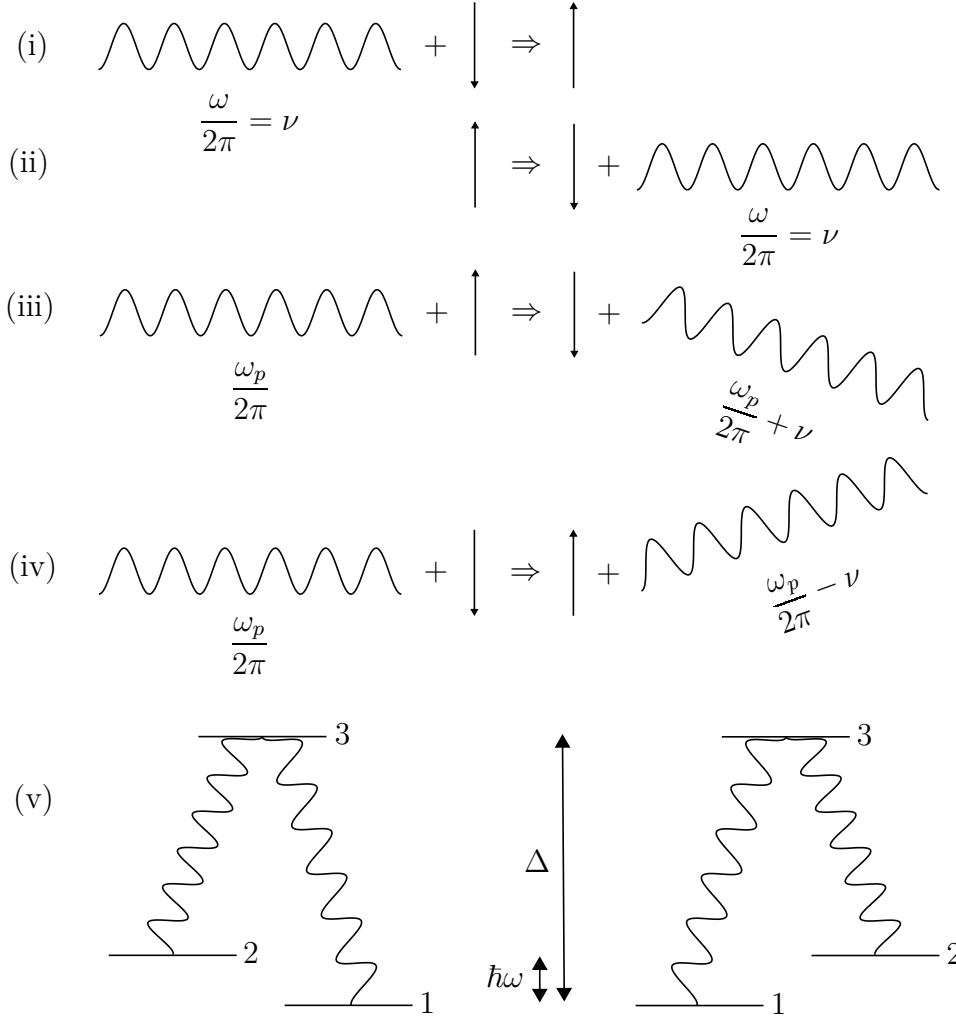 (i) + ⇒
ω/2π = ν
(ii) ⇒ +
ω/2π = ν
(iii) + ⇒ +
ω_p/2π
ω_p/2π + ν
(iv) + ⇒ +
ω_p/2π
ω_p/2π − ν
(v)
3
3
Δ
2
2
ħω
1
1